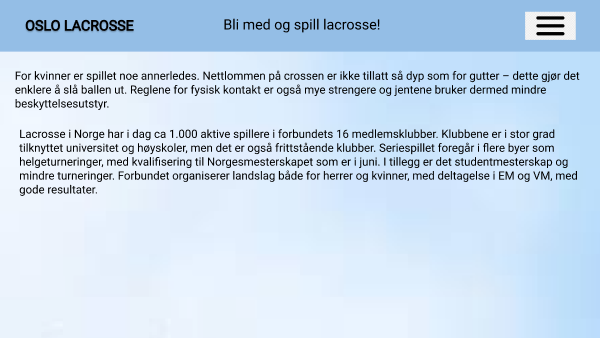 OSLO LACROSSE
Bli med og spill lacrosse!
For kvinner er spillet noe annerledes. Nettlommen på crossen er ikke tillatt så dyp som for gutter – dette gjør det
enklere å slå ballen ut. Reglene for fysisk kontakt er også mye strengere og jentene bruker dermed mindre
beskyttelsesutstyr.
Lacrosse i Norge har i dag ca 1.000 aktive spillere i forbundets 16 medlemsklubber. Klubbene er i stor grad
tilknyttet universitet og høyskoler, men det er også frittstående klubber. Seriespillet foregår i flere byer som
helgeturneringer, med kvalifisering til Norgesmesterskapet som er i juni. I tillegg er det studentmesterskap og
mindre turneringer. Forbundet organiserer landslag både for herrer og kvinner, med deltagelse i EM og VM, med
gode resultater.